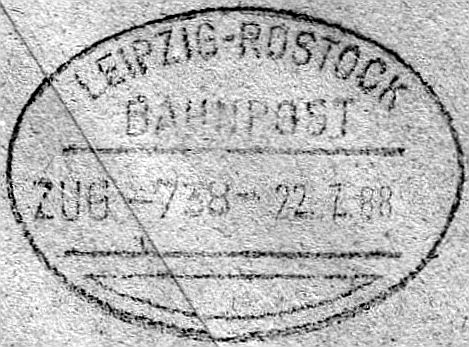 LEIPZIG-ROSTOCK
BAHNPOST
ZUG -738- 22. 7. 88